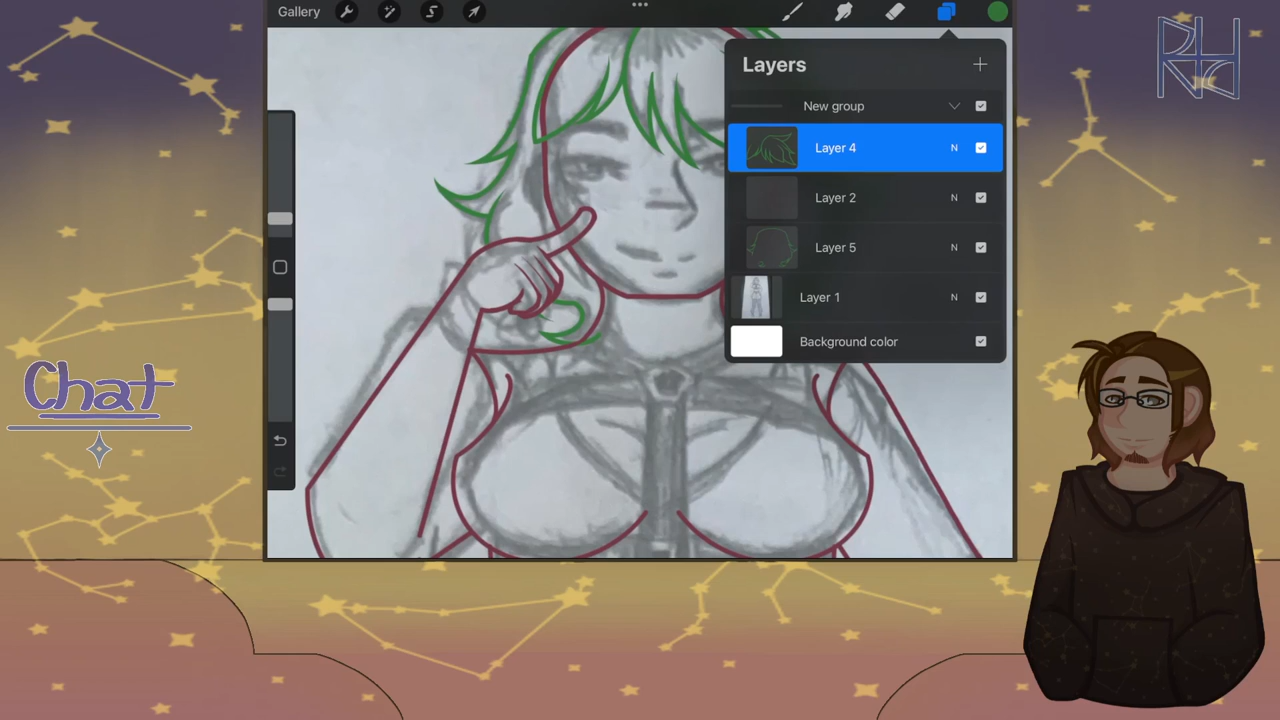 Gallery
Layers
New group
Layer 4
N
Layer 2
N
Layer 5
N
Layer 1
N
Background color
Chat